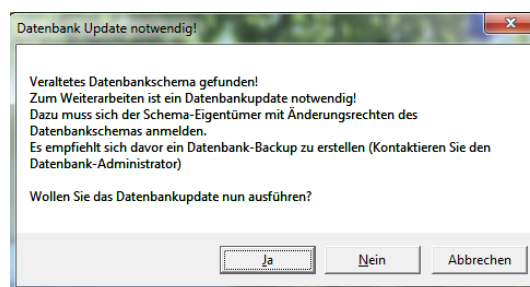 Datenbank Update notwendig!
Veraltetes Datenbankschema gefunden!
Zum Weiterarbeiten ist ein Datenbankupdate notwendig!
Dazu muss sich der Schema-Eigentümer mit Änderungsrechten des
Datenbankschemas anmelden.
Es empfiehlt sich davor ein Datenbank-Backup zu erstellen (Kontaktieren Sie den
Datenbank-Administrator)
Wollen Sie das Datenbankupdate nun ausführen?
Ja Nein Abbrechen